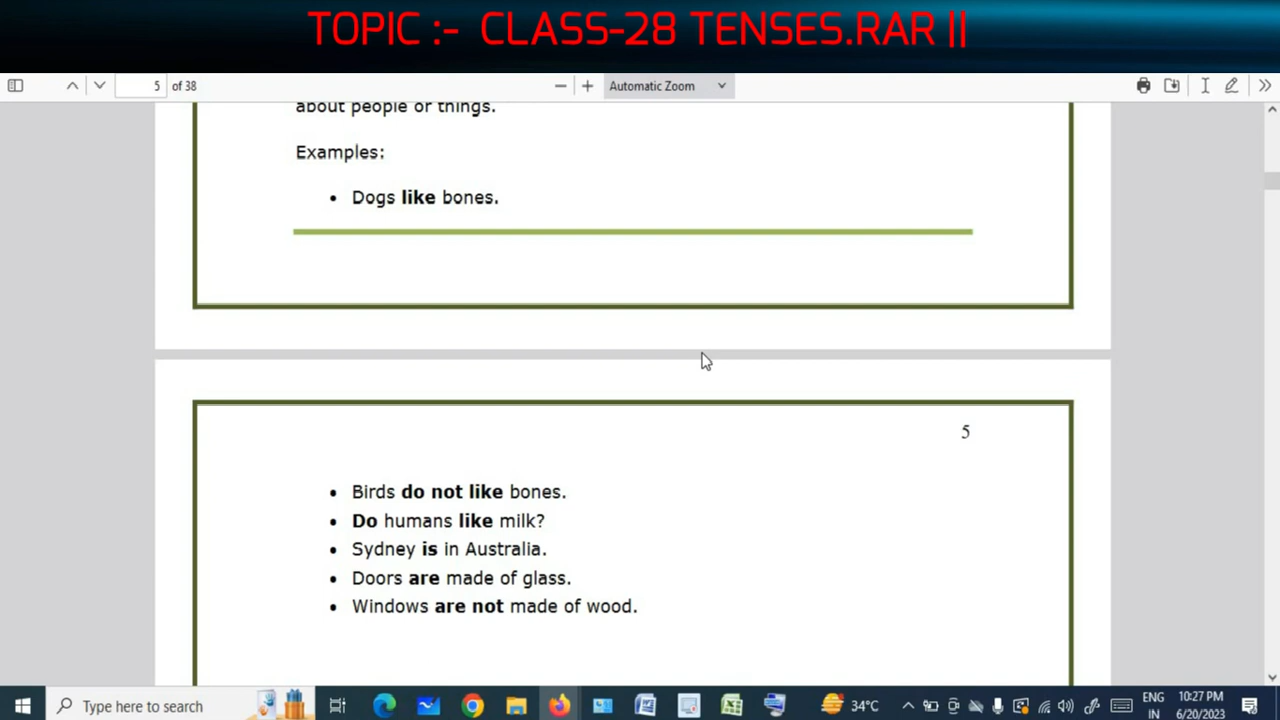 TOPIC :- CLASS-28 TENSES.RAR ||
5 of 38
Automatic Zoom
about people or things.
Examples:
• Dogs like bones.
5
• Birds do not like bones.
• Do humans like milk?
• Sydney is in Australia.
• Doors are made of glass.
• Windows are not made of wood.
Type here to search
34°C
ENG
IN
10:27 PM
6/20/2023